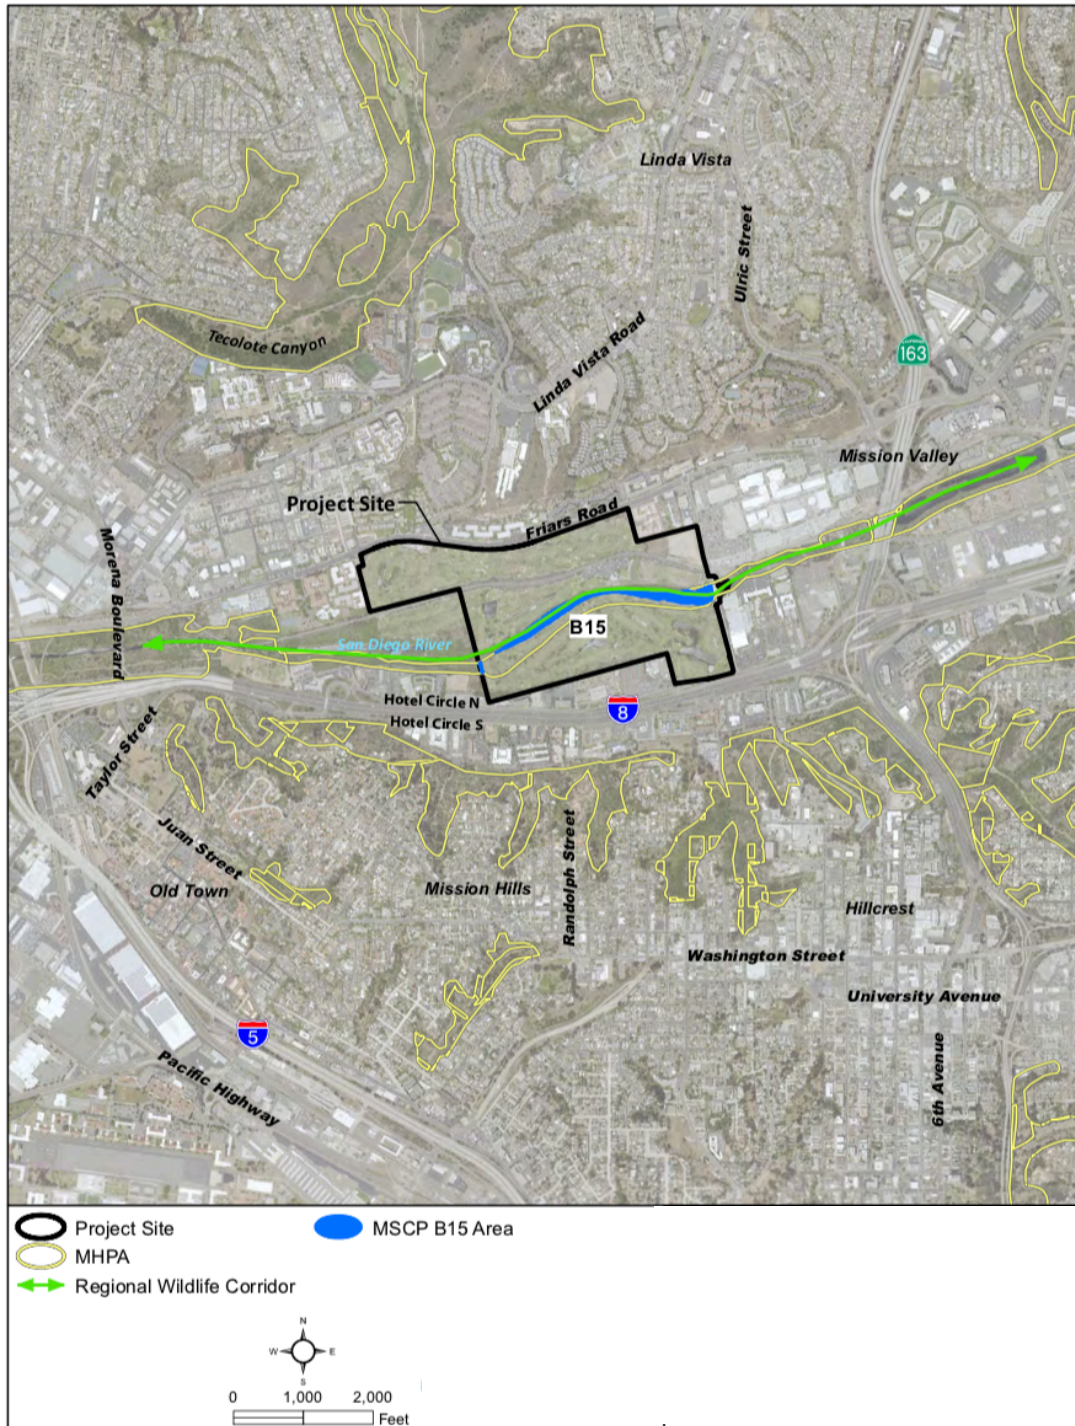 Linda Vista
Ulric Street
Tecolote Canyon
Linda Vista Road
CALIFORNIA
163
Mission Valley
Project Site
Friars Road
Morena Boulevard
B15
San Diego River
Hotel Circle N
8
Hotel Circle S
Taylor Street
Juan Street
Randolph Street
Old Town
Mission Hills
Hillcrest
Washington Street
University Avenue
5
6th Avenue
Pacific Highway
Project Site
MSCP B15 Area
MHPA
Regional Wildlife Corridor
N
W E
S
0 1,000 2,000
Feet